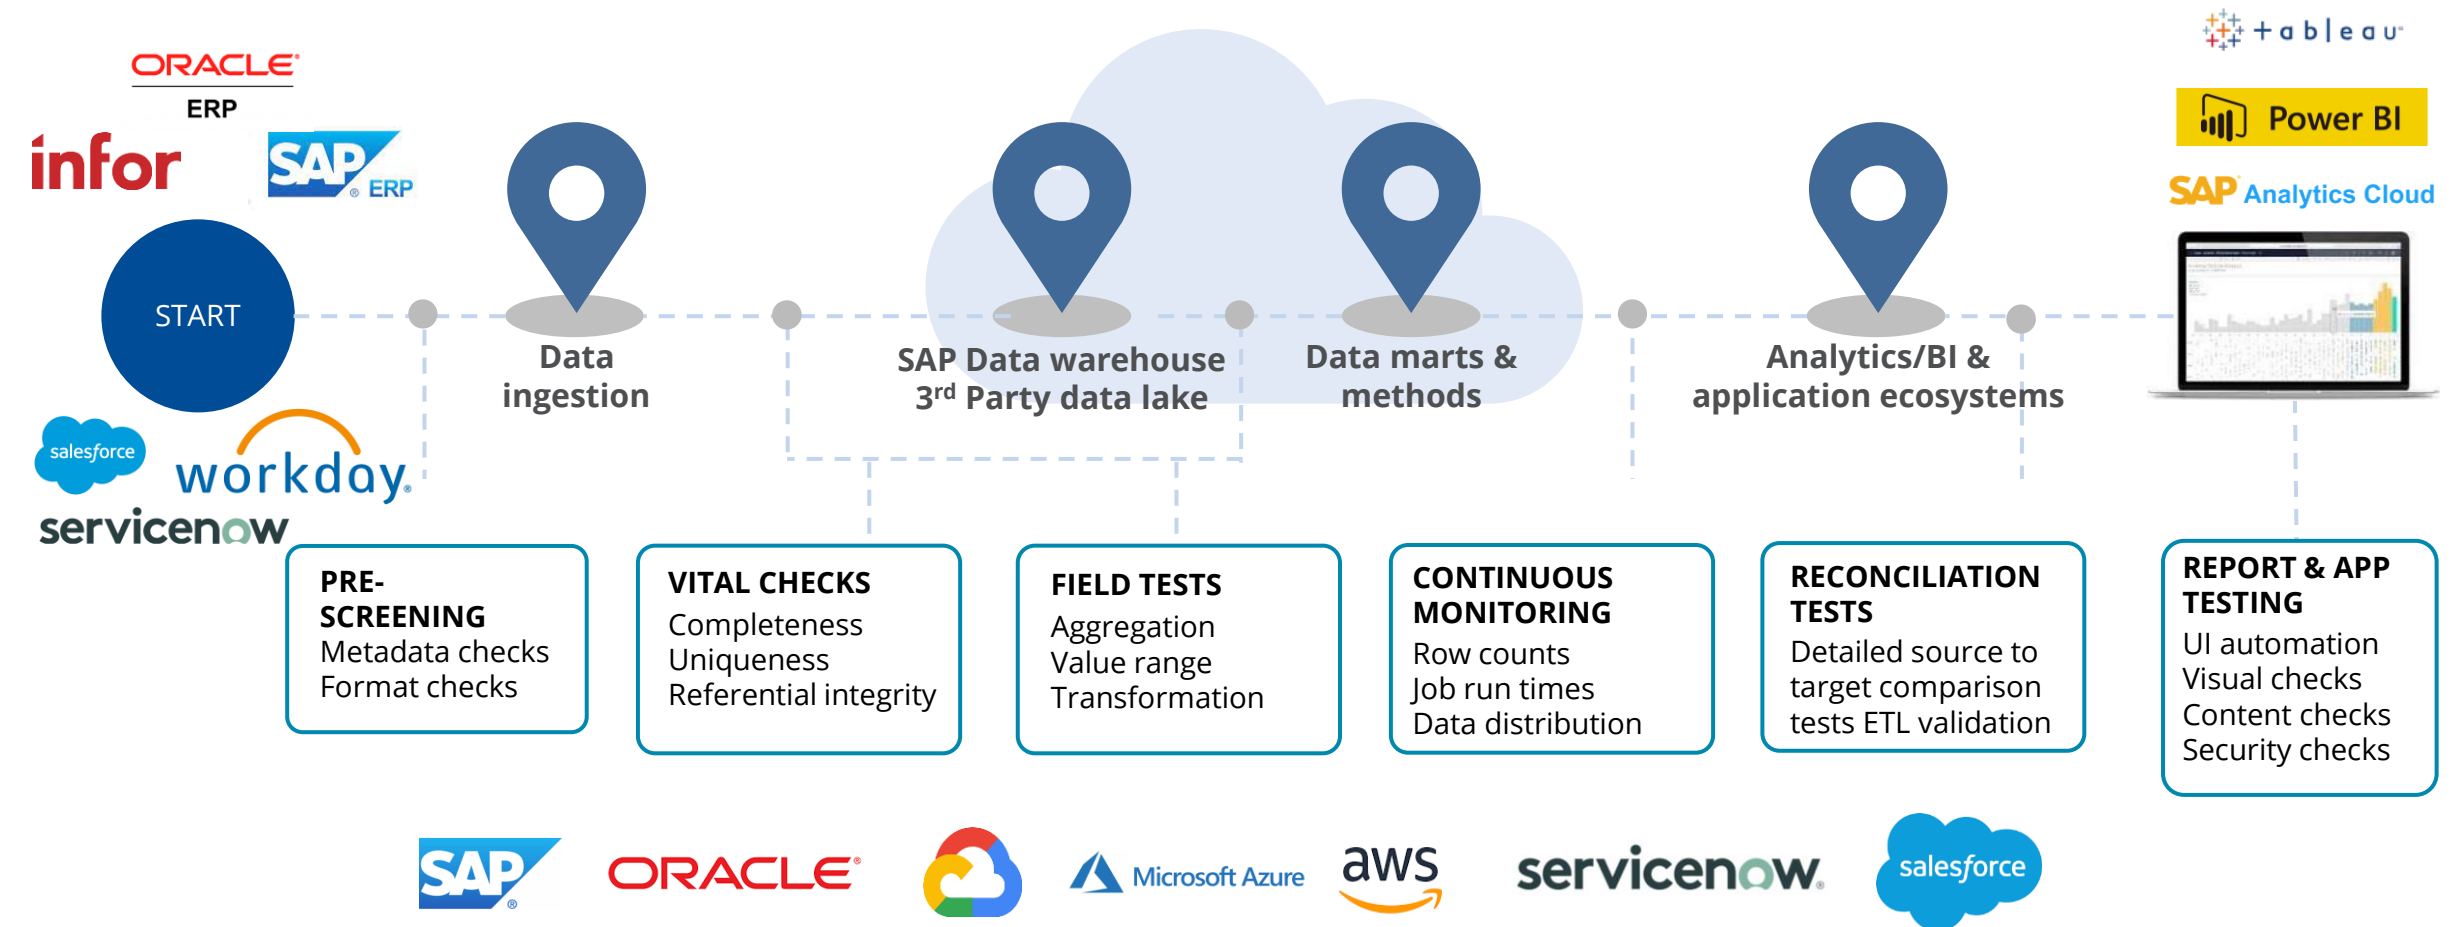 ORACLE
ERP
infor
SAP ERP
START
salesforce
workday
servicenow
Data
ingestion
SAP Data warehouse
3rd Party data lake
Data marts &
methods
Analytics/BI &
application ecosystems
+ a b l e a u
Power BI
SAP Analytics Cloud
PRE-
SCREENING
Metadata checks
Format checks
VITAL CHECKS
Completeness
Uniqueness
Referential integrity
FIELD TESTS
Aggregation
Value range
Transformation
CONTINUOUS
MONITORING
Row counts
Job run times
Data distribution
RECONCILIATION
TESTS
Detailed source to
target comparison
tests ETL validation
REPORT & APP
TESTING
UI automation
Visual checks
Content checks
Security checks
SAP
ORACLE
Microsoft Azure
aws
servicenow
salesforce